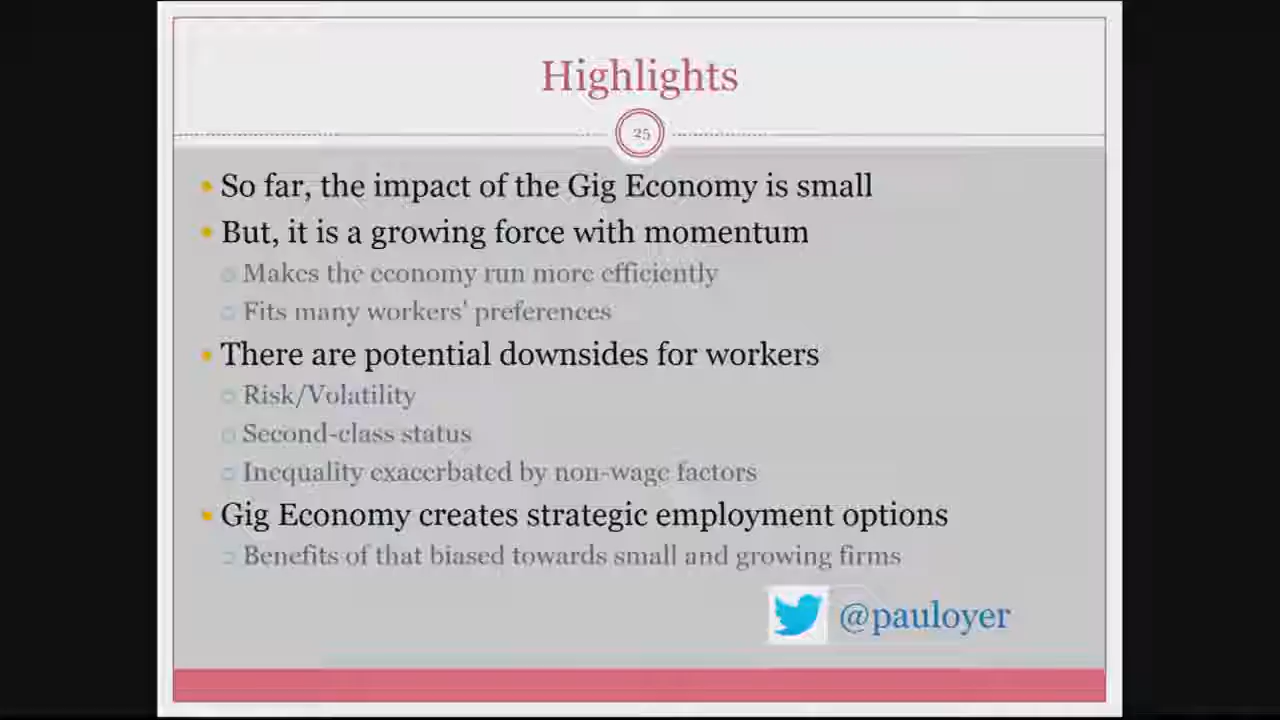 Highlights
25
So far, the impact of the Gig Economy is small
But, it is a growing force with momentum
Makes the economy run more efficiently
Fits many workers' preferences
There are potential downsides for workers
Risk/Volatility
Second-class status
Inequality exacerbated by non-wage factors
Gig Economy creates strategic employment options
Benefits of that biased towards small and growing firms
@pauloyer